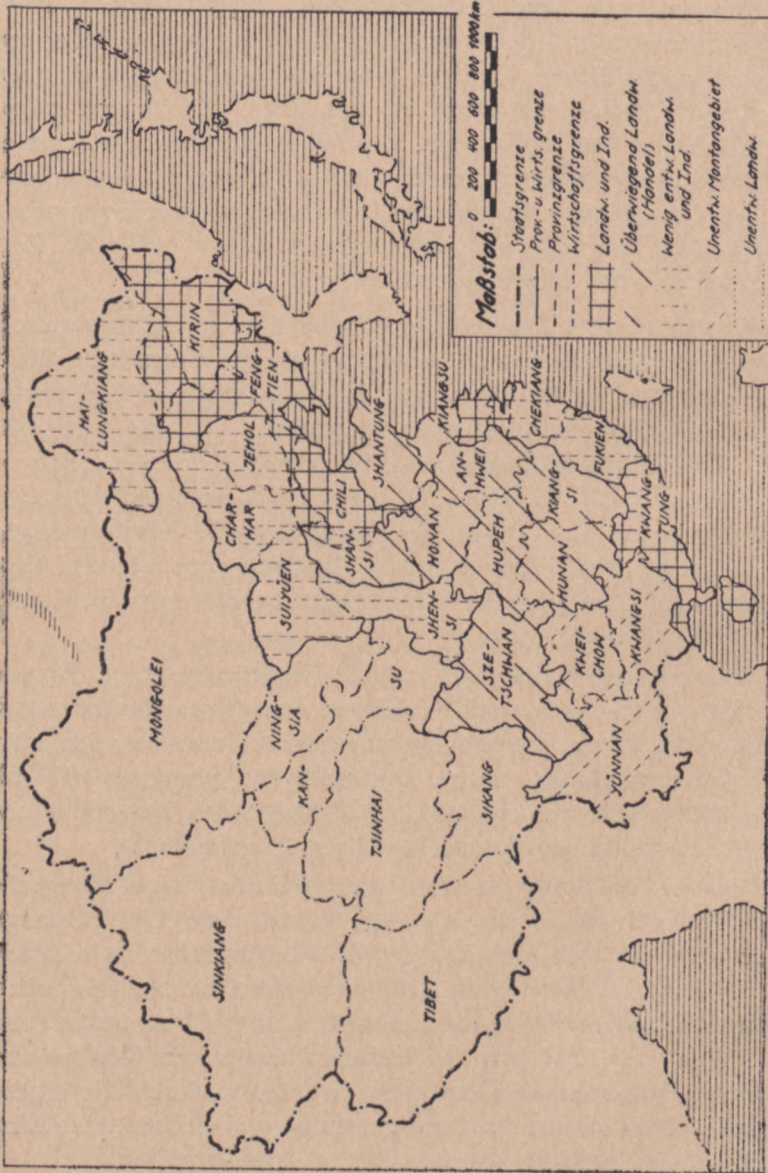 Maßstab: 0 200 400 600 800 1000 km
Staatsgrenze
Prov.- u. Wirts. grenze
Provinzgrenze
Wirtschaftsgrenze
Landw. und Ind.
Überwiegend Landw.
(Handel)
Wenig entw. Landw.
und Ind.
Unentw. Montangebiet
Unentw. Landw.
HAI-
LUNGKIANG
KIRIN
FENG-
TIEN
JEHOL
CHAR-
HAR
SUIYUEN
MONGOLEI
CHILI
SHANTUNG
SHAN-
SI
SHEN-
SI
HONAN
KIANGSU
AN-
HWEI
HUPEH
CHEKIANG
KIANG-
SI
HUNAN
FUKIEN
KWANG-
TUNG
KWANGSI
KWEI-
CHOW
SZE-
TSCHWAN
YÜNNAN
NING-
SIA
KAN-
SU
TSINHAI
SIKANG
SINKIANG
TIBET